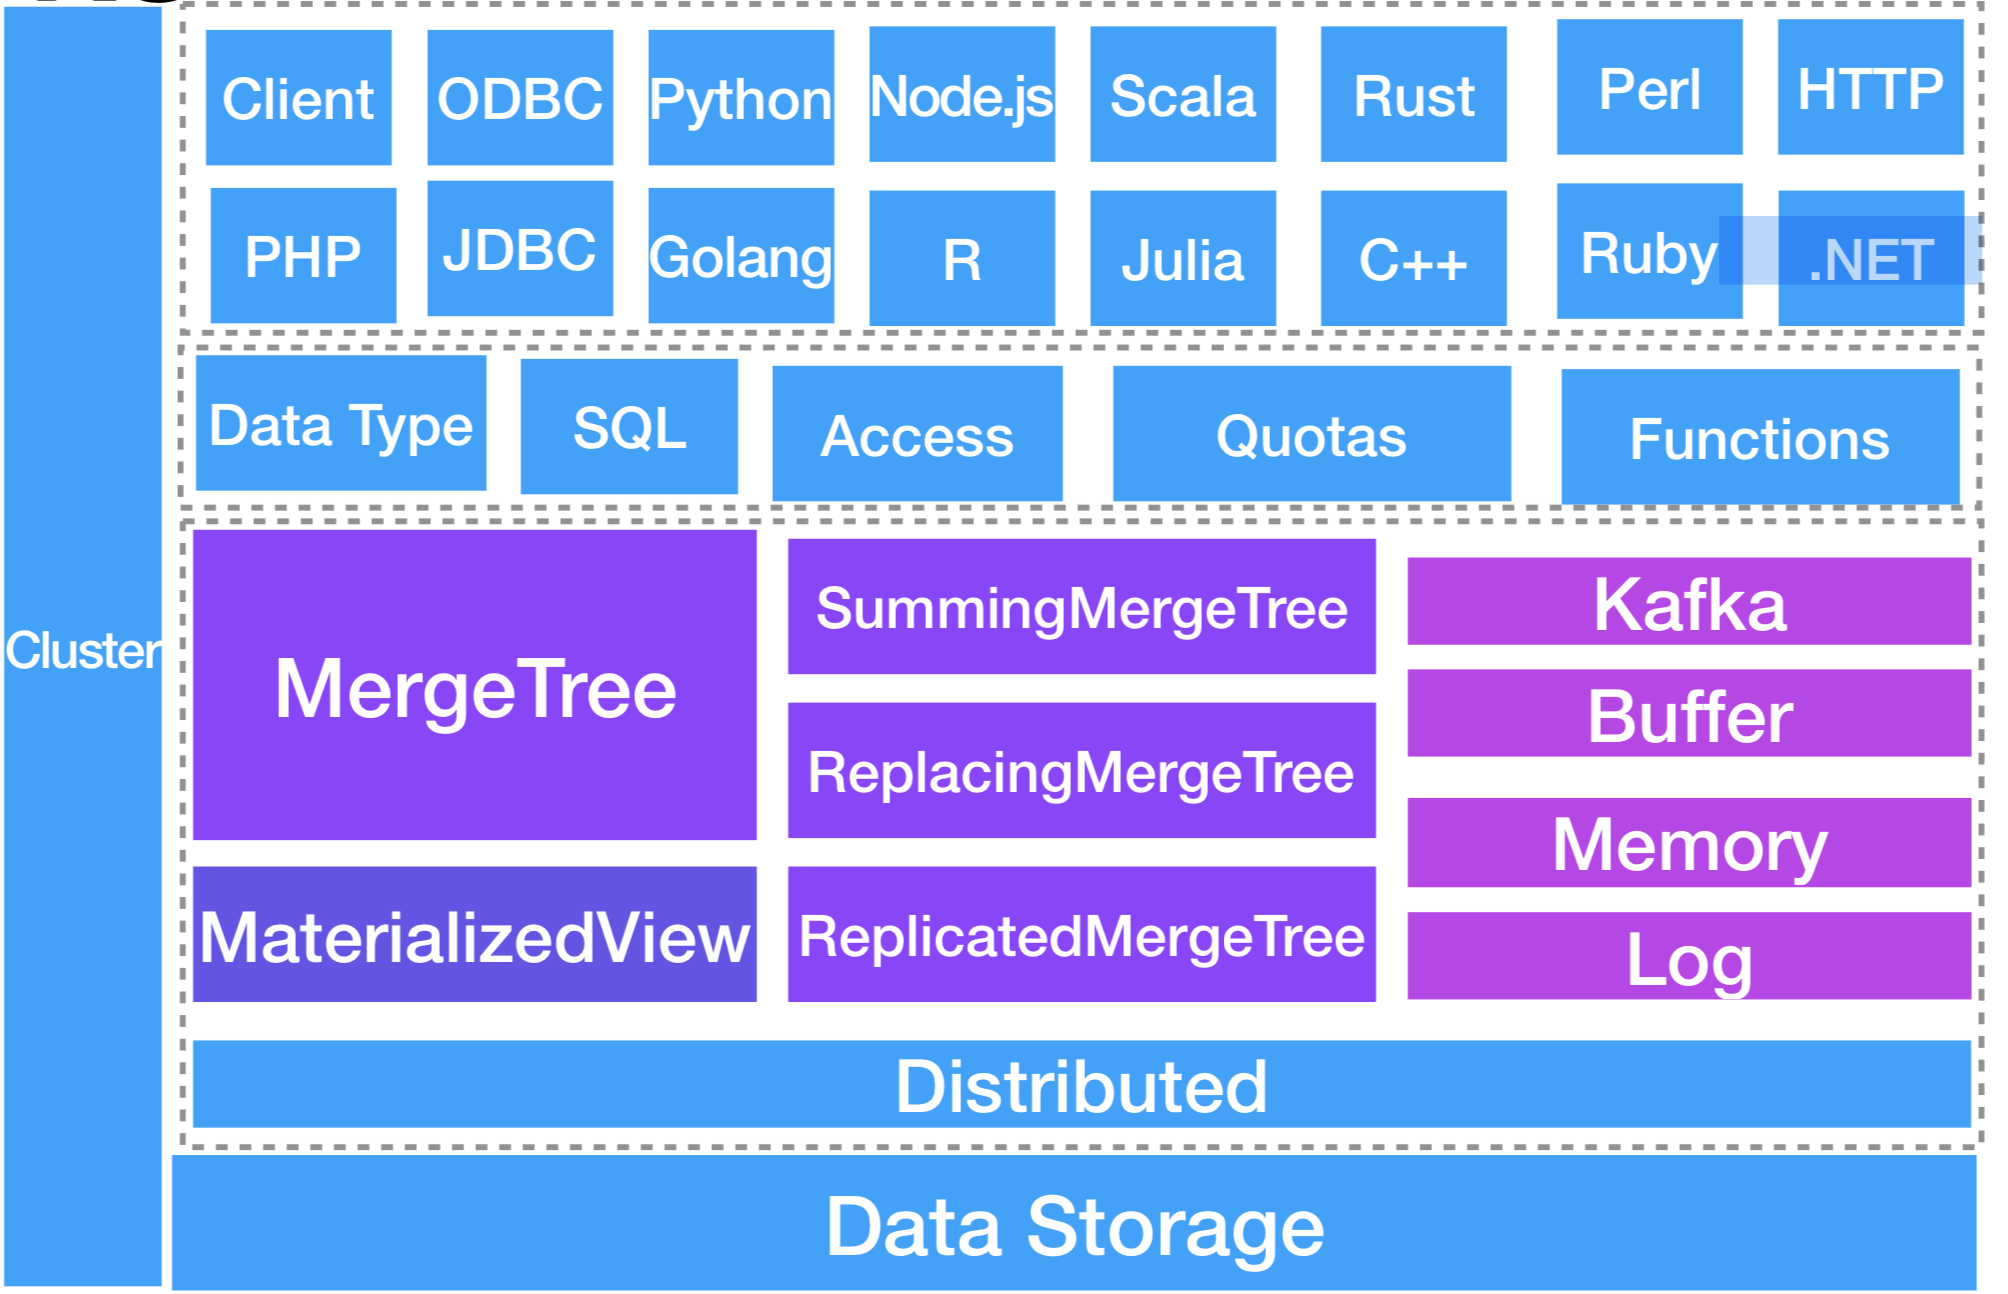 Client
ODBC
Python
Node.js
Scala
Rust
Perl
HTTP
PHP
JDBC
Golang
R
Julia
C++
Ruby
.NET
Data Type
SQL
Access
Quotas
Functions
Cluster
MergeTree
SummingMergeTree
ReplacingMergeTree
Kafka
Buffer
Memory
MaterializedView
ReplicatedMergeTree
Log
Distributed
Data Storage